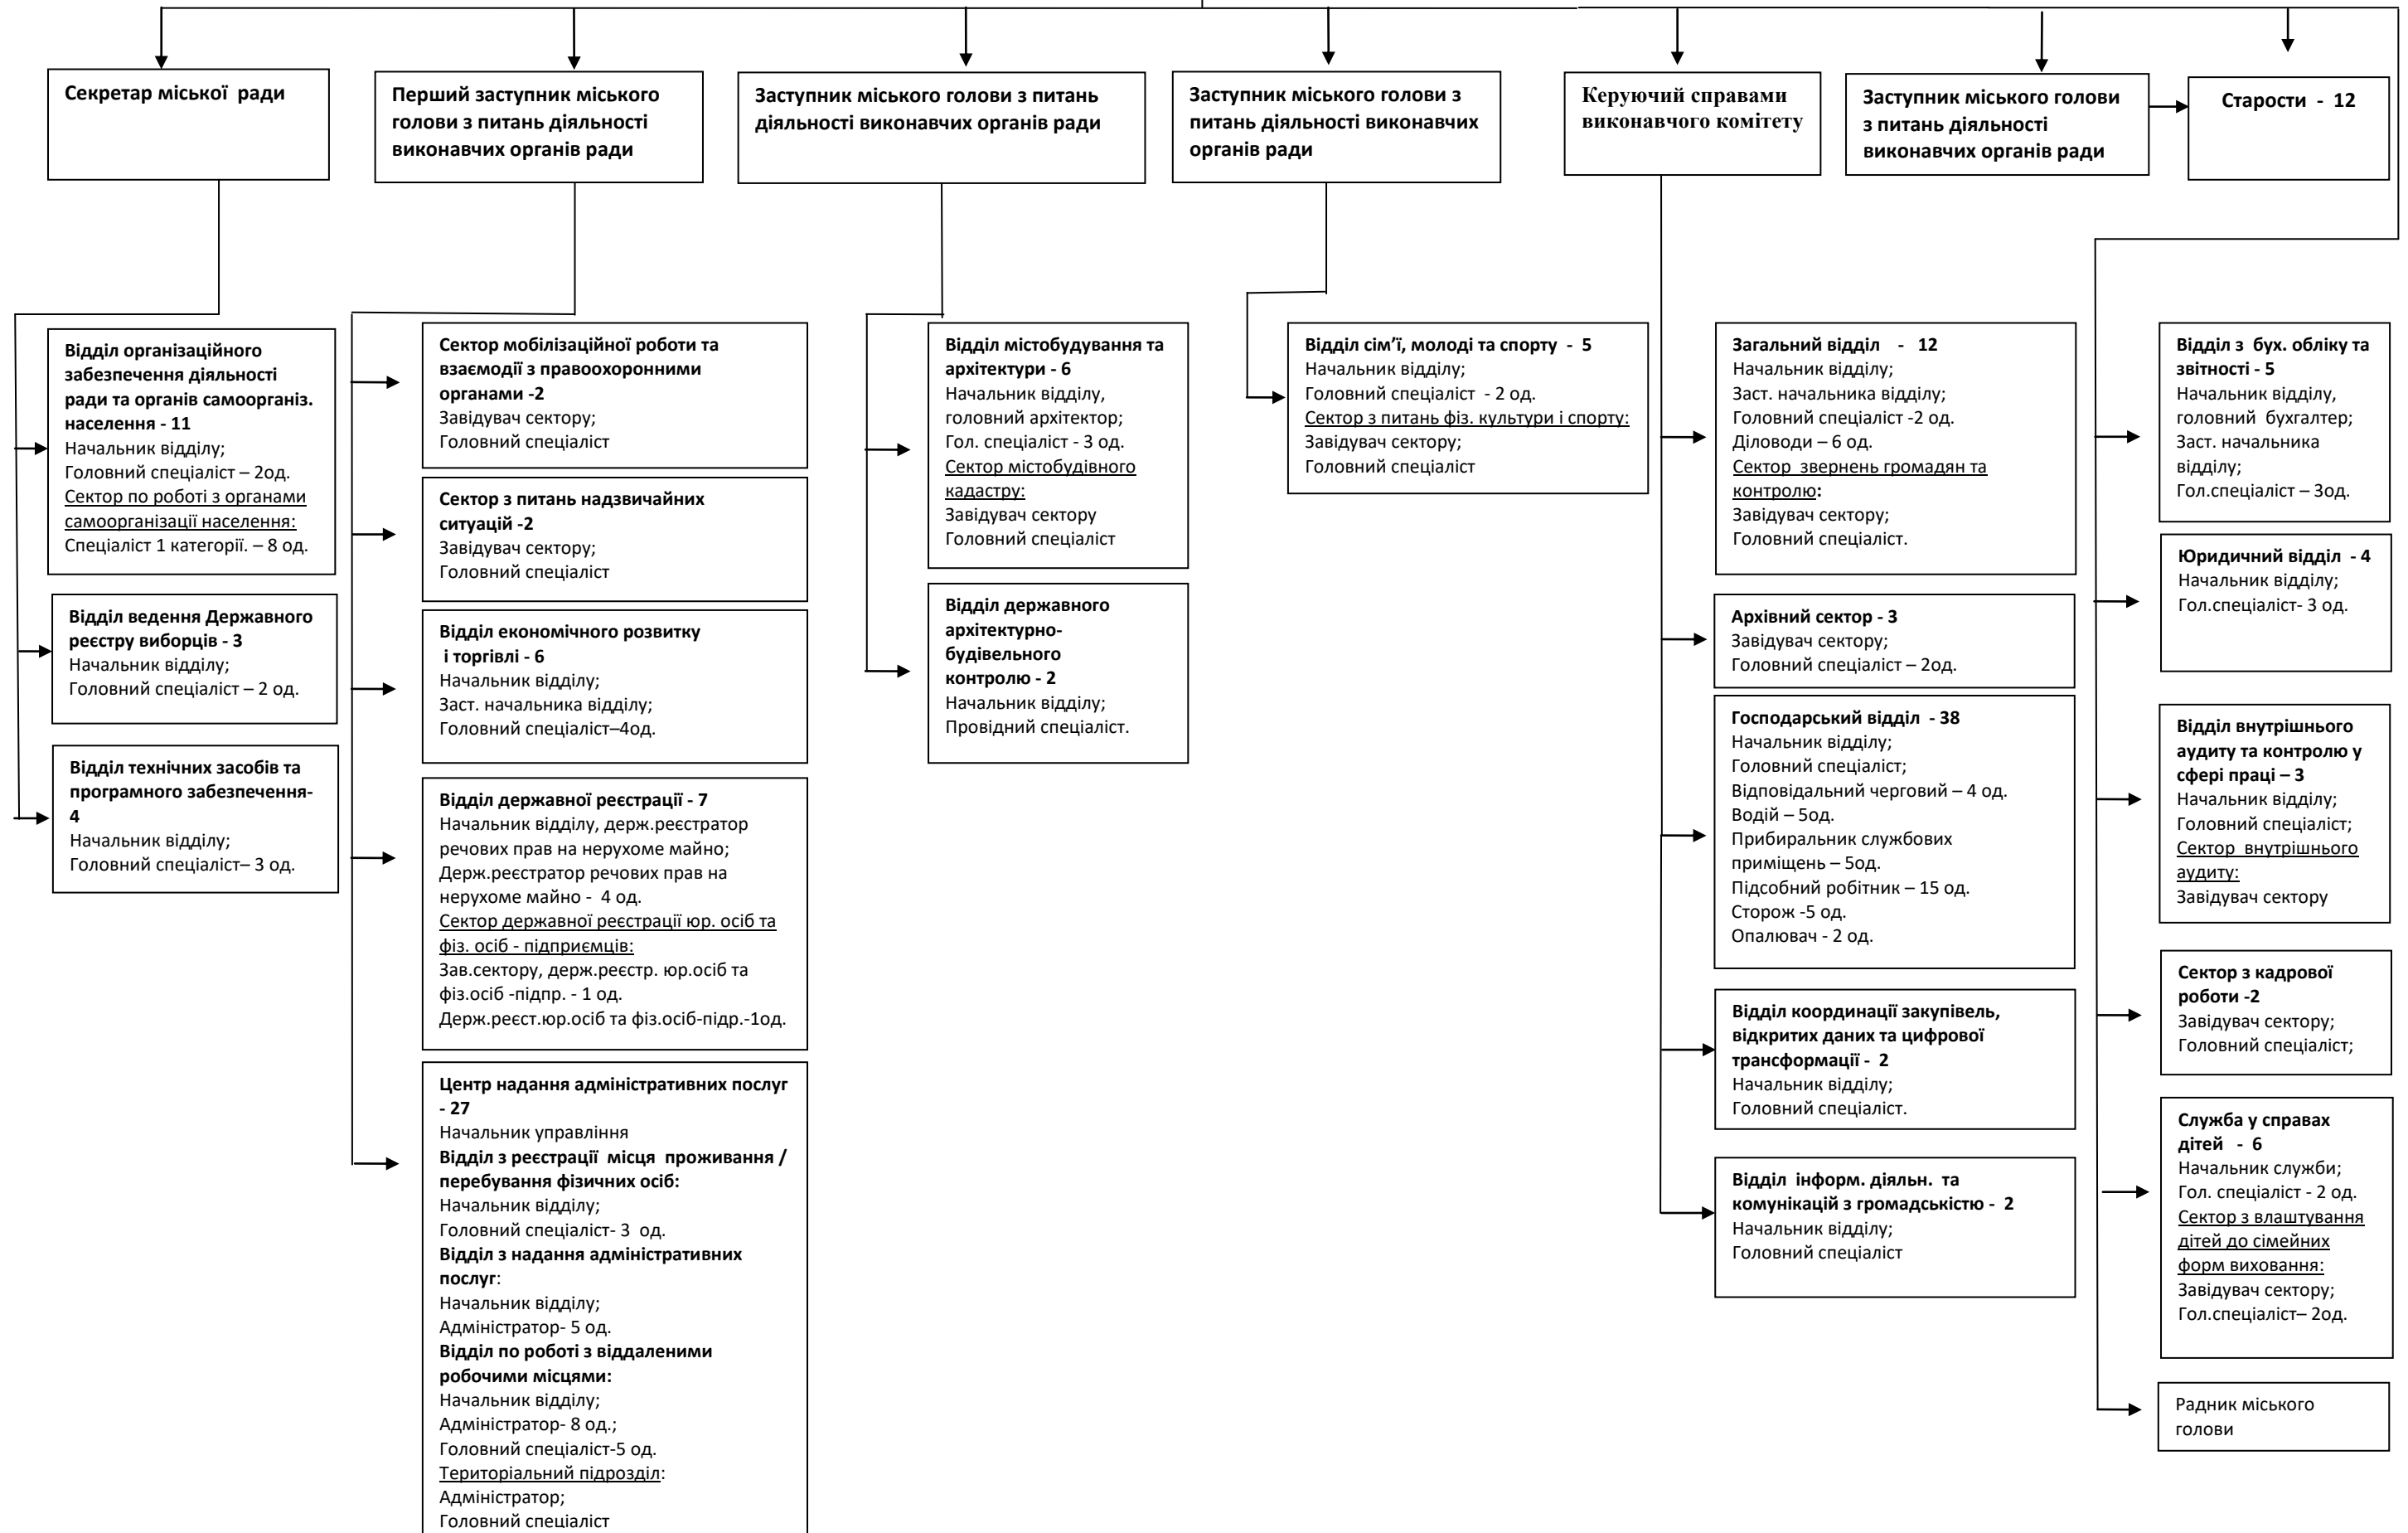 Секретар міської ради
Перший заступник міського
голови з питань діяльності
виконавчих органів ради
Заступник міського голови з питань
діяльності виконавчих органів ради
Заступник міського голови з
питань діяльності виконавчих
органів ради
Керуючий справами
виконавчого комітету
Заступник міського голови
з питань діяльності
виконавчих органів ради
Старости - 12
Відділ організаційного
забезпечення діяльності
ради та органів самоорганіз.
населення - 11
Начальник відділу;
Головний спеціаліст – 2од.
Сектор по роботі з органами
самоорганізації населення:
Спеціаліст 1 категорії. – 8 од.
Відділ ведення Державного
реєстру виборців - 3
Начальник відділу;
Головний спеціаліст – 2 од.
Відділ технічних засобів та
програмного забезпечення-
4
Начальник відділу;
Головний спеціаліст– 3 од.
Сектор мобілізаційної роботи та
взаємодії з правоохоронними
органами -2
Завідувач сектору;
Головний спеціаліст
Сектор з питань надзвичайних
ситуацій -2
Завідувач сектору;
Головний спеціаліст
Відділ економічного розвитку
і торгівлі - 6
Начальник відділу;
Заст. начальника відділу;
Головний спеціаліст–4од.
Відділ державної реєстрації - 7
Начальник відділу, держ.реєстратор
речових прав на нерухоме майно;
Держ.реєстратор речових прав на
нерухоме майно - 4 од.
Сектор державної реєстрації юр. осіб та
фіз. осіб - підприємців:
Зав.сектору, держ.реєстр. юр.осіб та
фіз.осіб -підпр. - 1 од.
Держ.реєст.юр.осіб та фіз.осіб-підр.-1од.
Центр надання адміністративних послуг
- 27
Начальник управління
Відділ з реєстрації місця проживання /
перебування фізичних осіб:
Начальник відділу;
Головний спеціаліст- 3 од.
Відділ з надання адміністративних
послуг:
Начальник відділу;
Адміністратор- 5 од.
Відділ по роботі з віддаленими
робочими місцями:
Начальник відділу;
Адміністратор- 8 од.;
Головний спеціаліст-5 од.
Територіальний підрозділ:
Адміністратор;
Головний спеціаліст
Відділ містобудування та
архітектури - 6
Начальник відділу,
головний архітектор;
Гол. спеціаліст - 3 од.
Сектор містобудівного
кадастру:
Завідувач сектору
Головний спеціаліст
Відділ державного
архітектурно-
будівельного
контролю - 2
Начальник відділу;
Провідний спеціаліст.
Відділ сім’ї, молоді та спорту - 5
Начальник відділу;
Головний спеціаліст - 2 од.
Сектор з питань фіз. культури і спорту:
Завідувач сектору;
Головний спеціаліст
Загальний відділ - 12
Начальник відділу;
Заст. начальника відділу;
Головний спеціаліст -2 од.
Діловоди – 6 од.
Сектор звернень громадян та
контролю:
Завідувач сектору;
Головний спеціаліст.
Архівний сектор - 3
Завідувач сектору;
Головний спеціаліст – 2од.
Господарський відділ - 38
Начальник відділу;
Головний спеціаліст;
Відповідальний черговий – 4 од.
Водій – 5од.
Прибиральник службових
приміщень – 5од.
Підсобний робітник – 15 од.
Сторож -5 од.
Опалювач - 2 од.
Відділ координації закупівель,
відкритих даних та цифрової
трансформації - 2
Начальник відділу;
Головний спеціаліст.
Відділ інформ. діяльн. та
комунікацій з громадськістю - 2
Начальник відділу;
Головний спеціаліст
Відділ з бух. обліку та
звітності - 5
Начальник відділу,
головний бухгалтер;
Заст. начальника
відділу;
Гол.спеціаліст – 3од.
Юридичний відділ - 4
Начальник відділу;
Гол.спеціаліст- 3 од.
Відділ внутрішнього
аудиту та контролю у
сфері праці – 3
Начальник відділу;
Головний спеціаліст;
Сектор внутрішнього
аудиту:
Завідувач сектору
Сектор з кадрової
роботи -2
Завідувач сектору;
Головний спеціаліст;
Служба у справах
дітей - 6
Начальник служби;
Гол. спеціаліст - 2 од.
Сектор з влаштування
дітей до сімейних
форм виховання:
Завідувач сектору;
Гол.спеціаліст– 2од.
Радник міського
голови